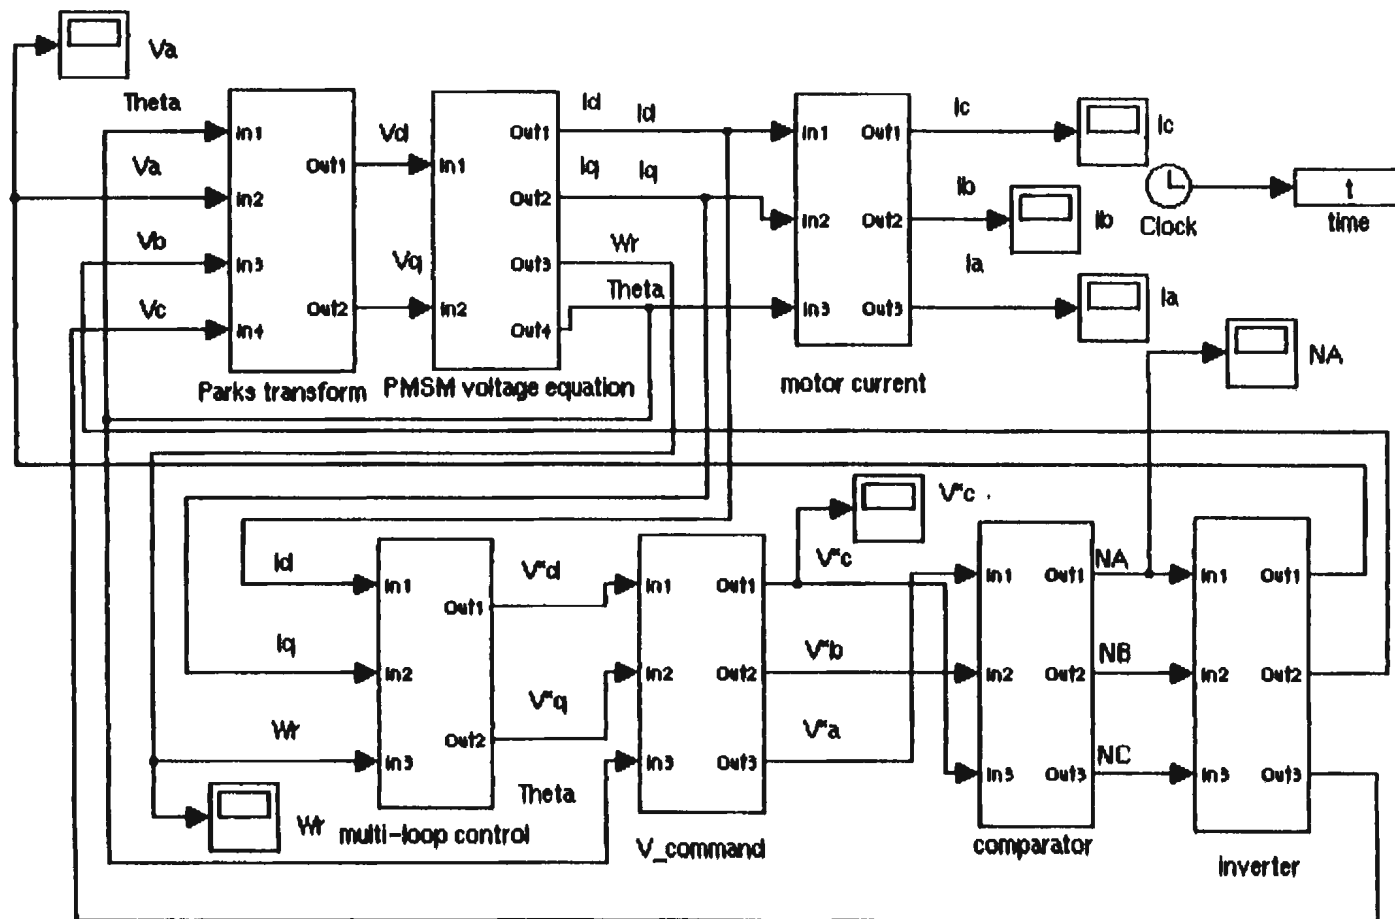 Va
Theta
Va
Vb
Vc
In1
In2
In3
In4
Out1
Out2
Parks transform
Vd
Vq
In1
In2
Out1
Out2
Out3
Out4
PMSM voltage equation
Id
Id
Iq
Iq
Wr
Theta
In1
In2
In3
Out1
Out2
Out3
motor current
Ic
Ic
Ib
Ib
Ia
Ia
Clock
t
time
NA
Id
Iq
Wr
Wr
In1
In2
In3
Out1
Out2
multi-loop control
V*d
V*q
Theta
In1
In2
In3
Out1
Out2
Out3
V_command
V*c
V*c
V*b
V*a
In1
In2
In3
Out1
Out2
Out3
comparator
NA
NB
NC
In1
In2
In3
Out1
Out2
Out3
inverter